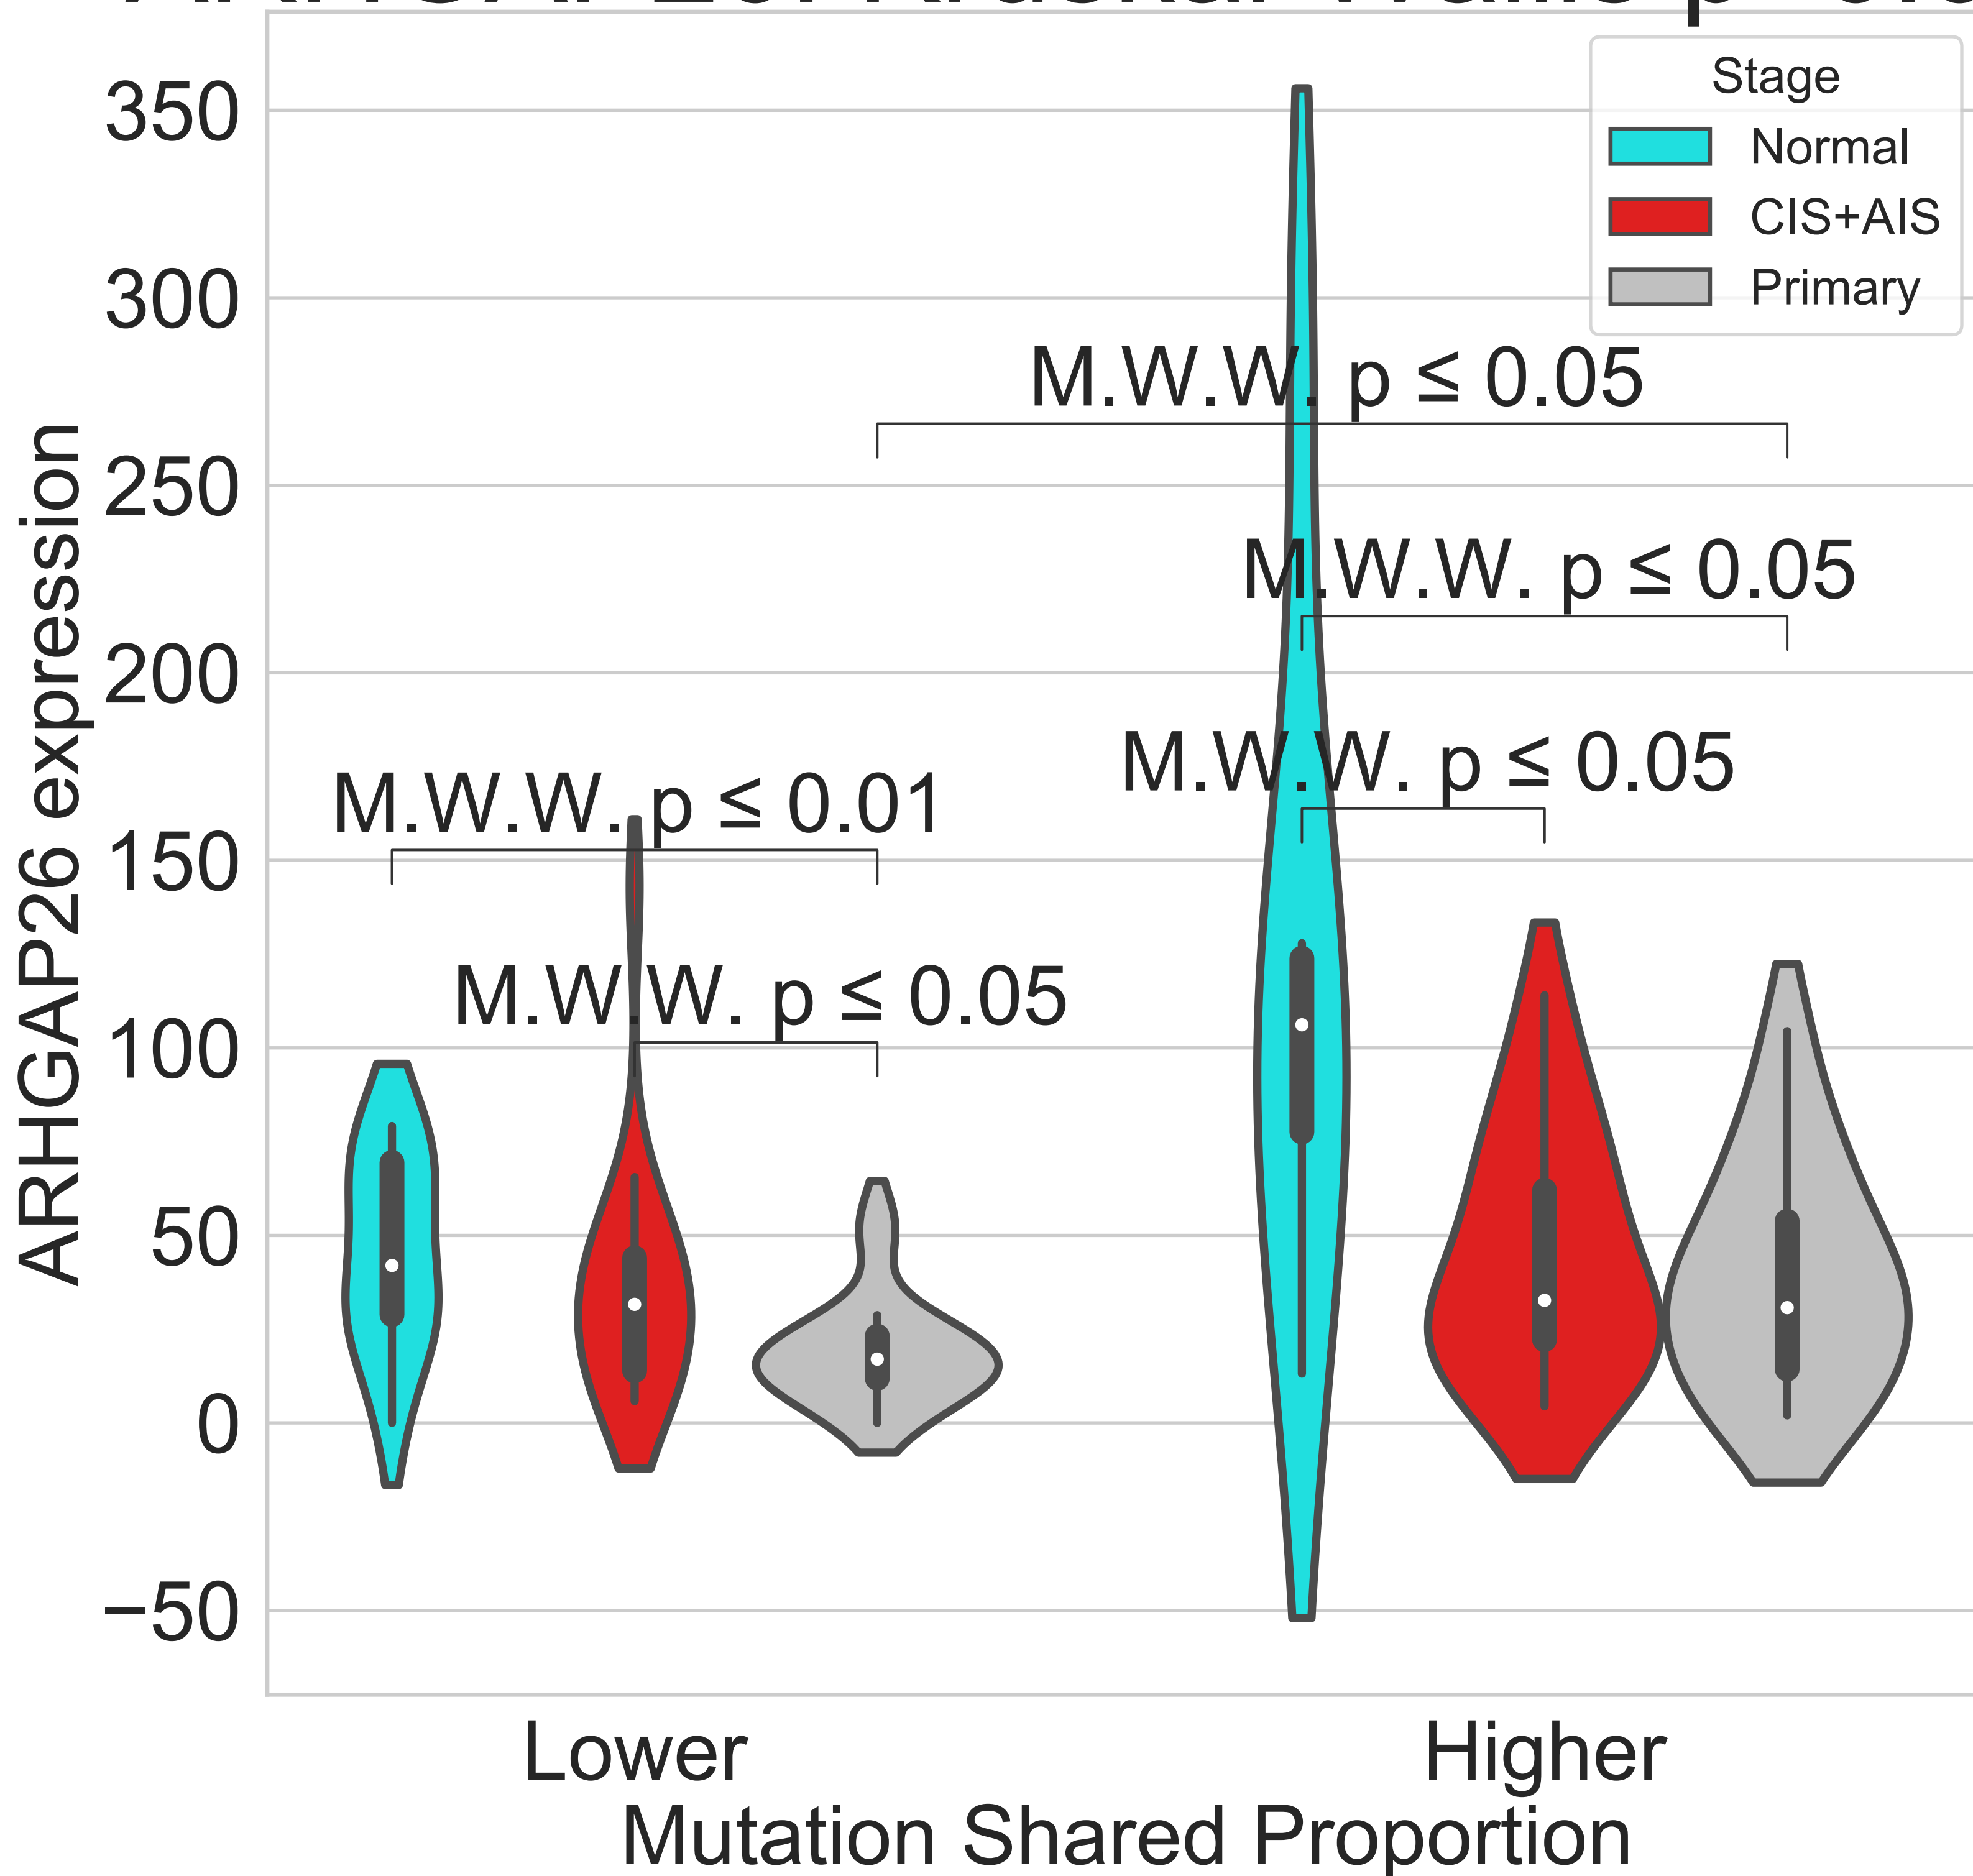 350
300
250
200
150
100
50
0
−50
ARHGAP26 expression
Stage
Normal
CIS+AIS
Primary
M.W.W. p ≤ 0.05
M.W.W. p ≤ 0.05
M.W.W. p ≤ 0.05
M.W.W. p ≤ 0.01
M.W.W. p ≤ 0.05
Lower
Higher
Mutation Shared Proportion